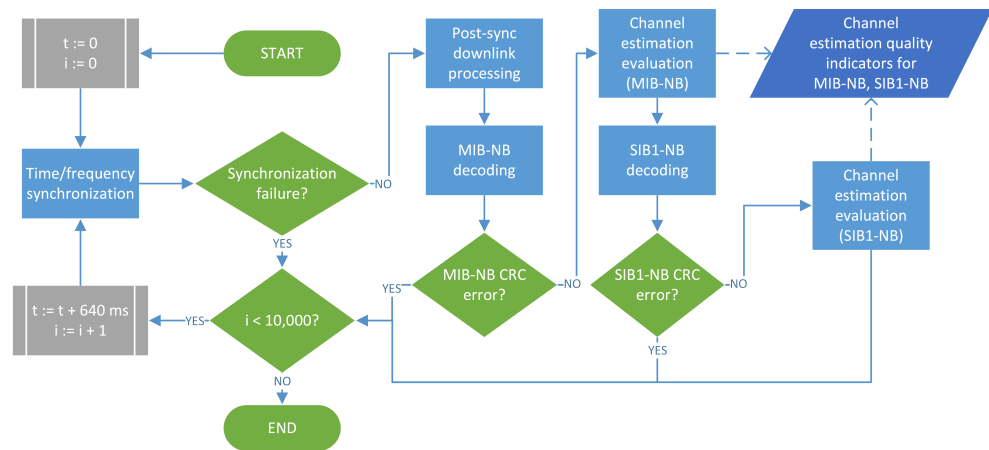 t := 0
i := 0
START
Time/frequency
synchronization
Synchronization
failure?
NO
YES
i < 10,000?
YES
t := t + 640 ms
i := i + 1
NO
END
Post-sync
downlink
processing
MIB-NB
decoding
MIB-NB CRC
error?
YES
NO
Channel
estimation
evaluation
(MIB-NB)
SIB1-NB
decoding
SIB1-NB CRC
error?
YES
NO
Channel
estimation
evaluation
(SIB1-NB)
Channel
estimation quality
indicators for
MIB-NB, SIB1-NB